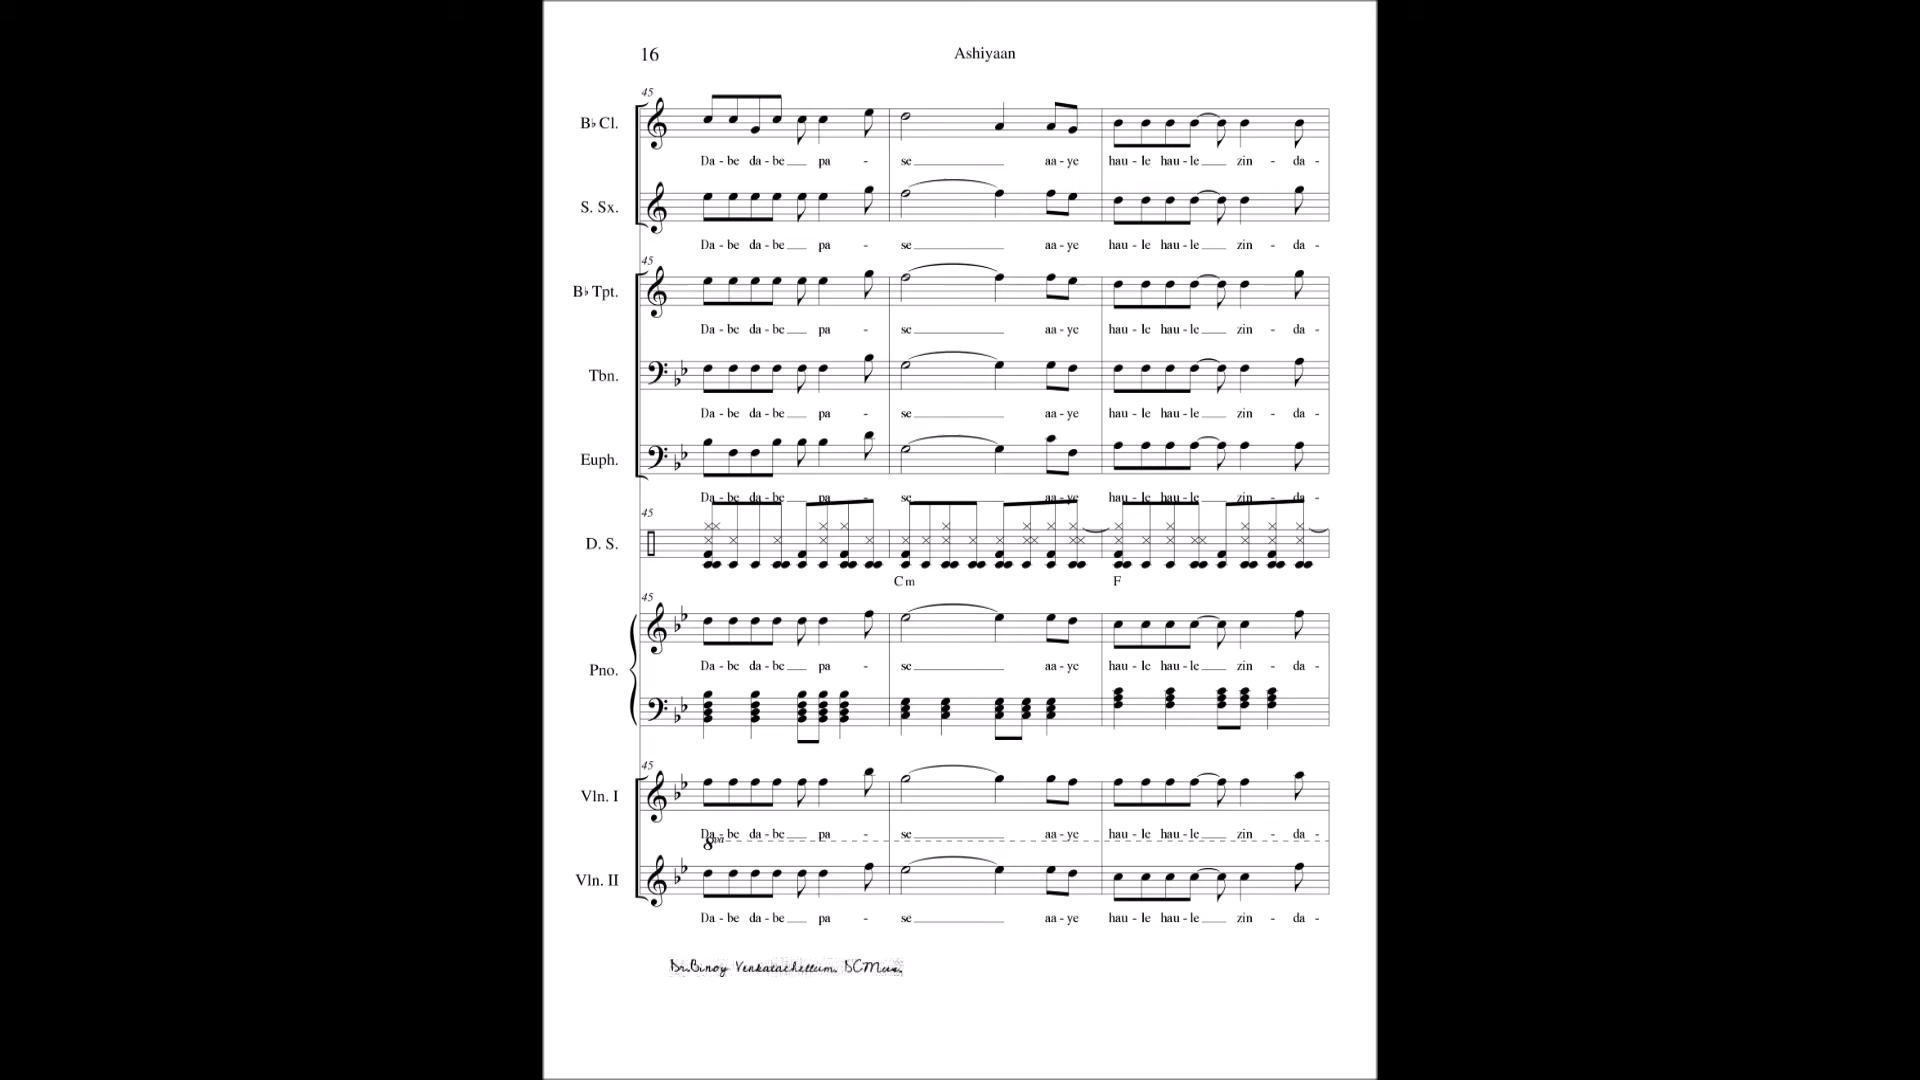 16
Ashiyaan
45
B♭ Cl.
Da - be da - be pa - se aa - ye hau - le hau - le zin - da -
S. Sx.
Da - be da - be pa - se aa - ye hau - le hau - le zin - da -
45
B♭ Tpt.
Da - be da - be pa - se aa - ye hau - le hau - le zin - da -
Tbn.
Da - be da - be pa - se aa - ye hau - le hau - le zin - da -
Euph.
Da - be da - be pa - se aa - ye hau - le hau - le zin - da -
45
D. S.
Cm F
45
Pno.
Da - be da - be pa - se aa - ye hau - le hau - le zin - da -
45
Vln. I
Da - be da - be pa - se aa - ye hau - le hau - le zin - da -
8va
Vln. II
Da - be da - be pa - se aa - ye hau - le hau - le zin - da -
Dr.Binoy Venkatachellum. DCMus.